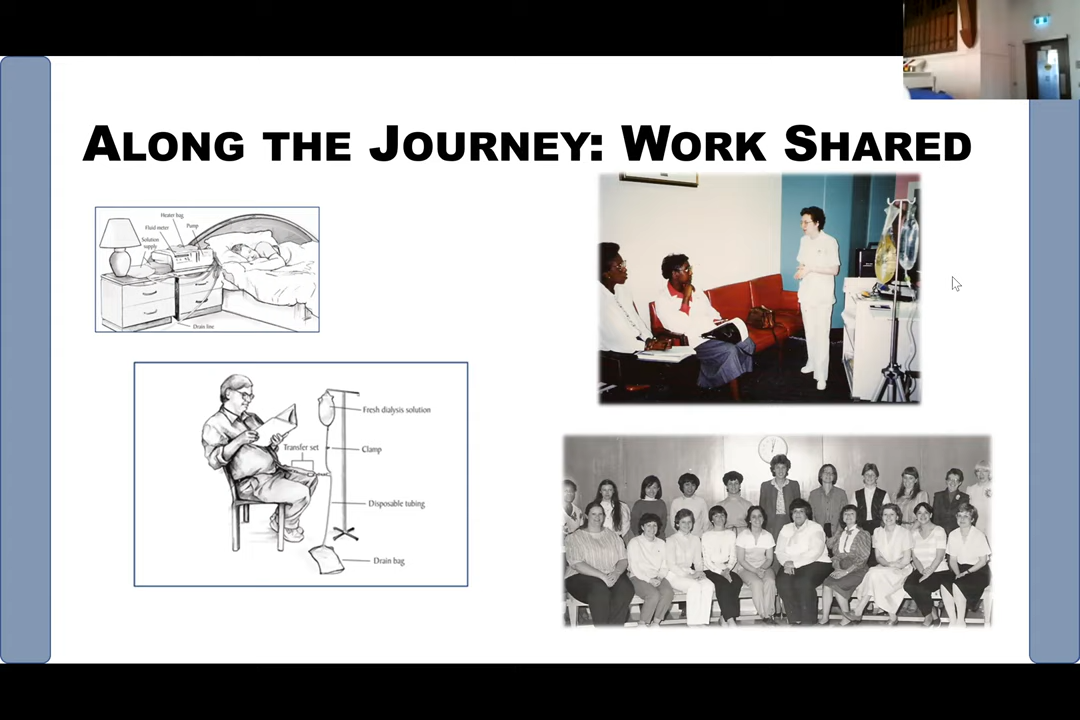 ALONG THE JOURNEY: WORK SHARED
Heater bag
Fluid meter
Pump
Solution
supply
Drain line
Fresh dialysis solution
Transfer set
Clamp
Disposable tubing
Drain bag